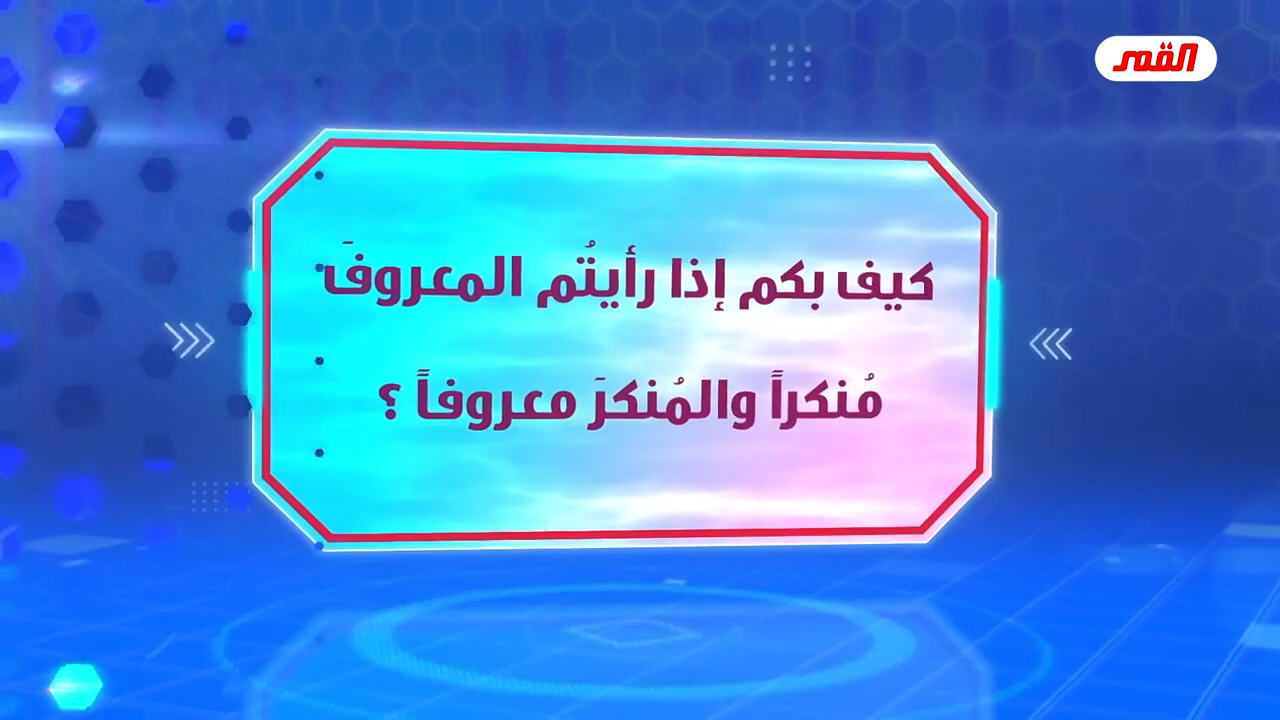 القمر
كيف بكم إذا رأيتُم المعروفَ
مُنكراً والمُنكرَ معروفاً ؟